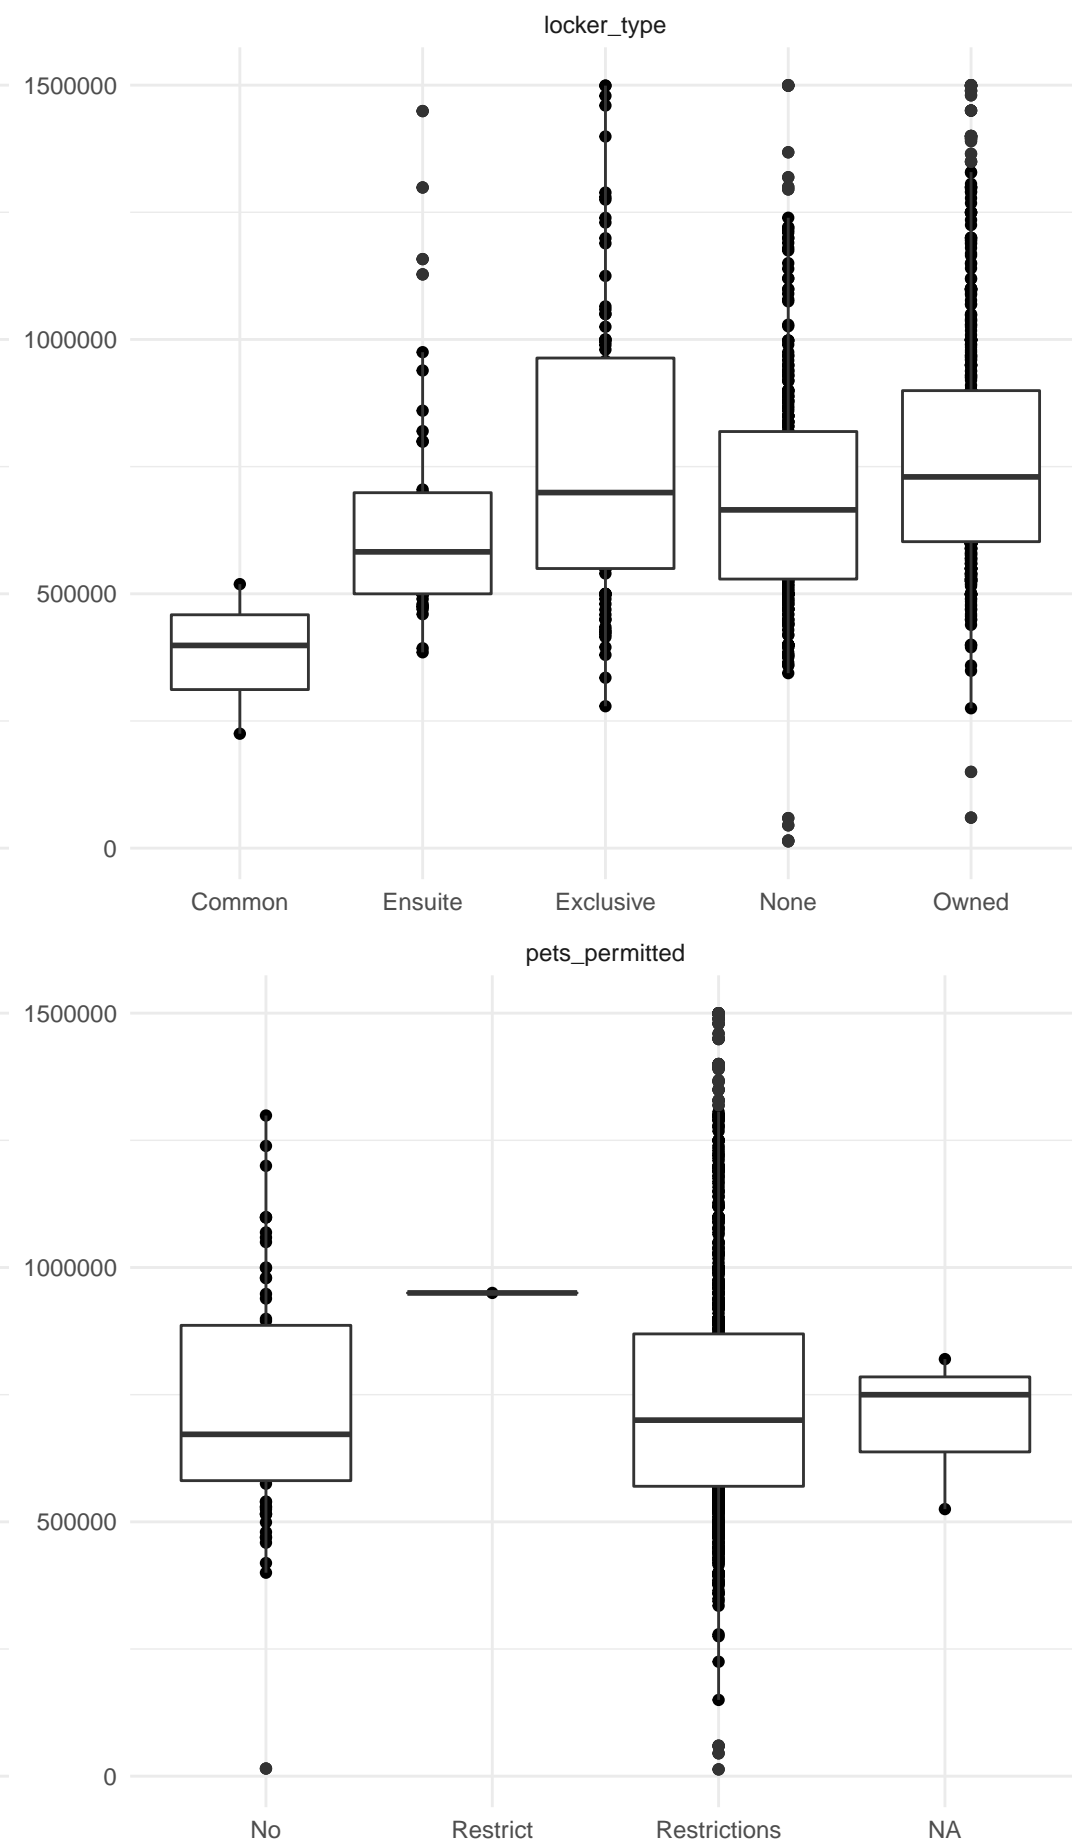 locker_type
1500000
1000000
500000
0
Common Ensuite Exclusive None Owned
pets_permitted
1500000
1000000
500000
0
No Restrict Restrictions NA